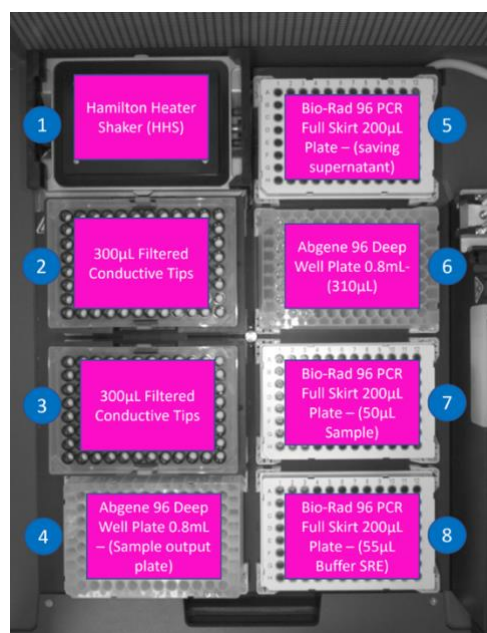 1
Hamilton Heater
Shaker (HHS)
2
300µL Filtered
Conductive Tips
3
300µL Filtered
Conductive Tips
4
Abgene 96 Deep
Well Plate 0.8mL
– (Sample output
plate)
5
Bio-Rad 96 PCR
Full Skirt 200µL
Plate – (saving
supernatant)
6
Abgene 96 Deep
Well Plate 0.8mL-
(310µL)
7
Bio-Rad 96 PCR
Full Skirt 200µL
Plate – (50µL
Sample)
8
Bio-Rad 96 PCR
Full Skirt 200µL
Plate – (55µL
Buffer SRE)